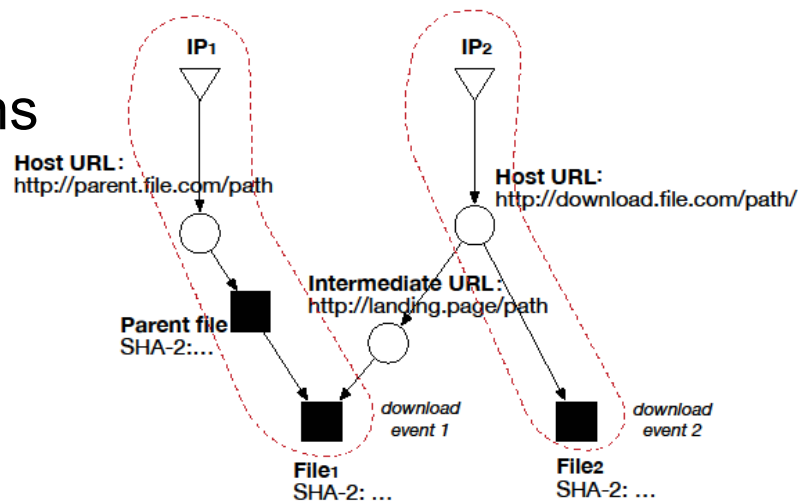 IP1
IP2
ns
Host URL:
http://parent.file.com/path
Host URL:
http://download.file.com/path/
Intermediate URL:
http://landing.page/path
Parent file
SHA-2:...
download
event 1
download
event 2
File1
SHA-2: ...
File2
SHA-2: ...